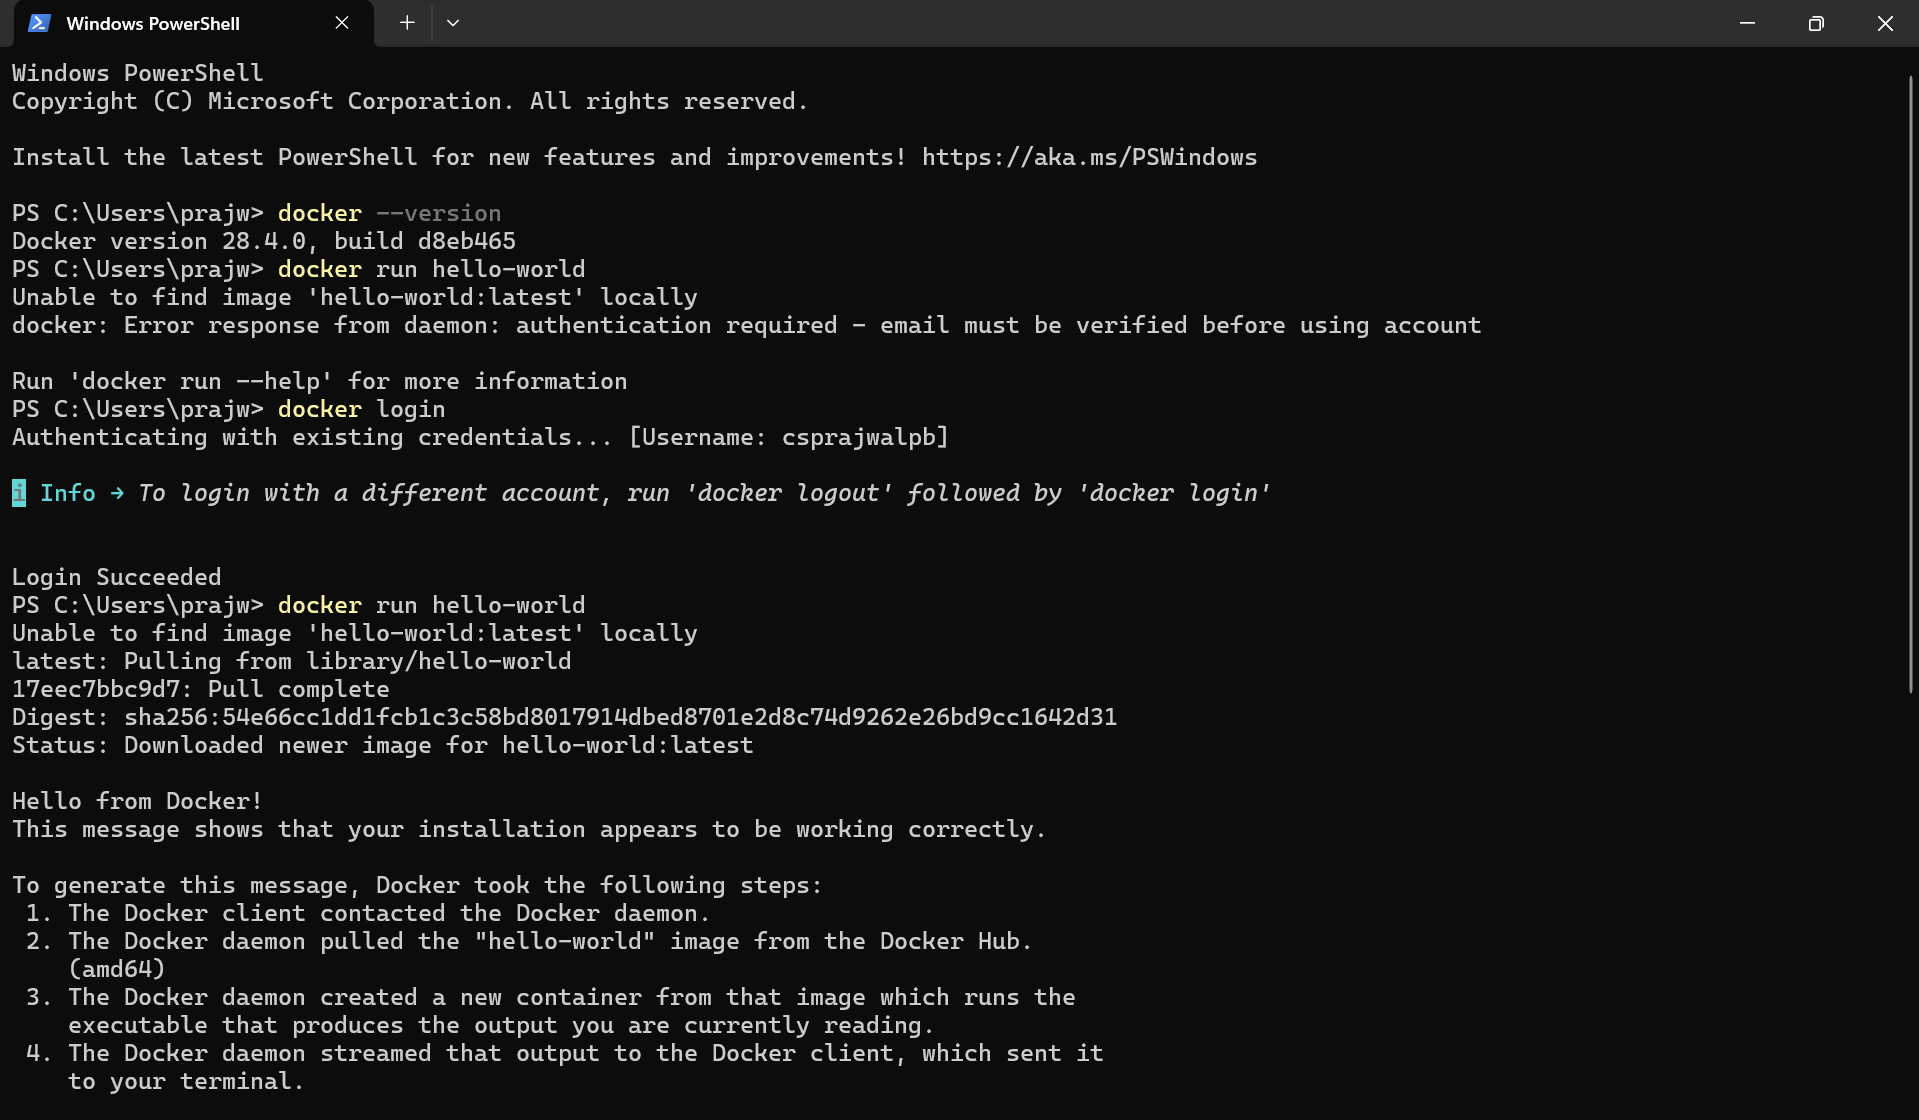 Windows PowerShell
Windows PowerShell
Copyright (C) Microsoft Corporation. All rights reserved.
Install the latest PowerShell for new features and improvements! https://aka.ms/PSWindows
PS C:\Users\prajw> docker --version
Docker version 28.4.0, build d8eb465
PS C:\Users\prajw> docker run hello-world
Unable to find image 'hello-world:latest' locally
docker: Error response from daemon: authentication required - email must be verified before using account
Run 'docker run --help' for more information
PS C:\Users\prajw> docker login
Authenticating with existing credentials... [Username: csprajwalpb]
i Info → To login with a different account, run 'docker logout' followed by 'docker login'
Login Succeeded
PS C:\Users\prajw> docker run hello-world
Unable to find image 'hello-world:latest' locally
latest: Pulling from library/hello-world
17eec7bbc9d7: Pull complete
Digest: sha256:54e66cc1dd1fcb1c3c58bd8017914dbed8701e2d8c74d9262e26bd9cc1642d31
Status: Downloaded newer image for hello-world:latest
Hello from Docker!
This message shows that your installation appears to be working correctly.
To generate this message, Docker took the following steps:
1. The Docker client contacted the Docker daemon.
2. The Docker daemon pulled the "hello-world" image from the Docker Hub.
(amd64)
3. The Docker daemon created a new container from that image which runs the
executable that produces the output you are currently reading.
4. The Docker daemon streamed that output to the Docker client, which sent it
to your terminal.